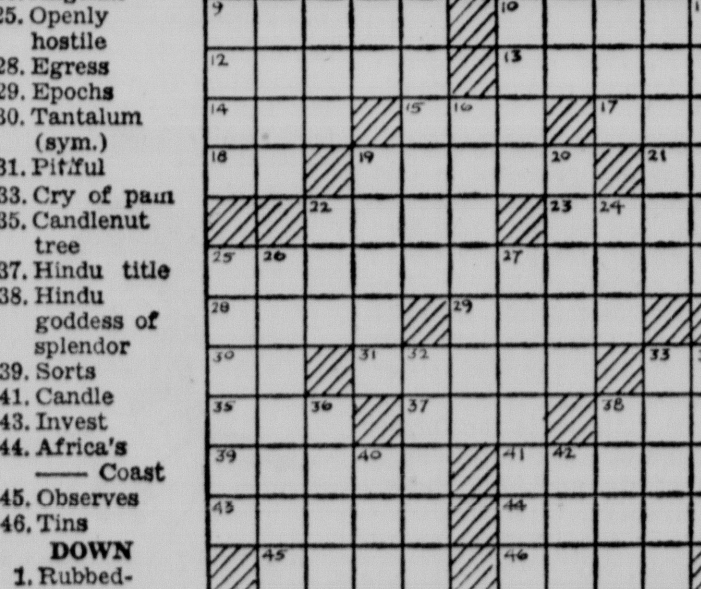 25. Openly
hostile
28. Egress
29. Epochs
30. Tantalum
(sym.)
31. Pitiful
33. Cry of pain
35. Candlenut
tree
37. Hindu title
38. Hindu
goddess of
splendor
39. Sorts
41. Candle
43. Invest
44. Africa's
—— Coast
45. Observes
46. Tins
DOWN
1. Rubbed-
9 10
12 13
14 15 16 17
18 19 20 21
22 23 24
25 26 27
28 29
30 31 32 33
35 36 37 38
39 40 41 42
43 44
45 46